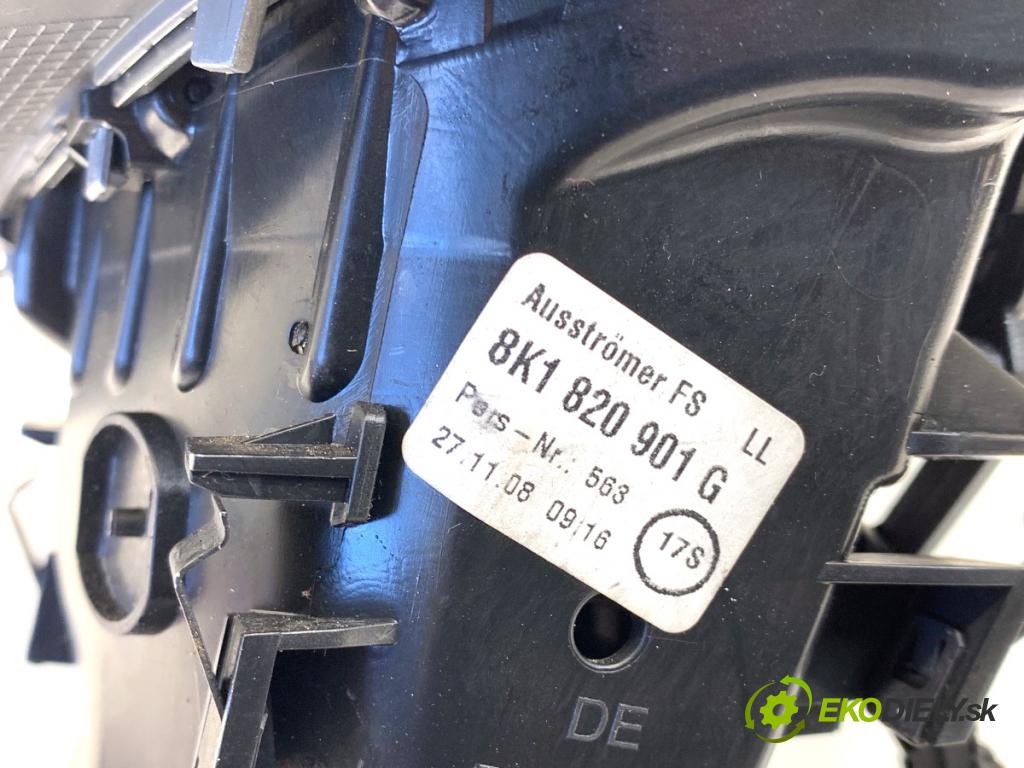 Ausströmer FS LL
8K1 820 901 G
Pers-Nr.: 563
27.11.08 09:16
17S
DE
EKODIELY.sk